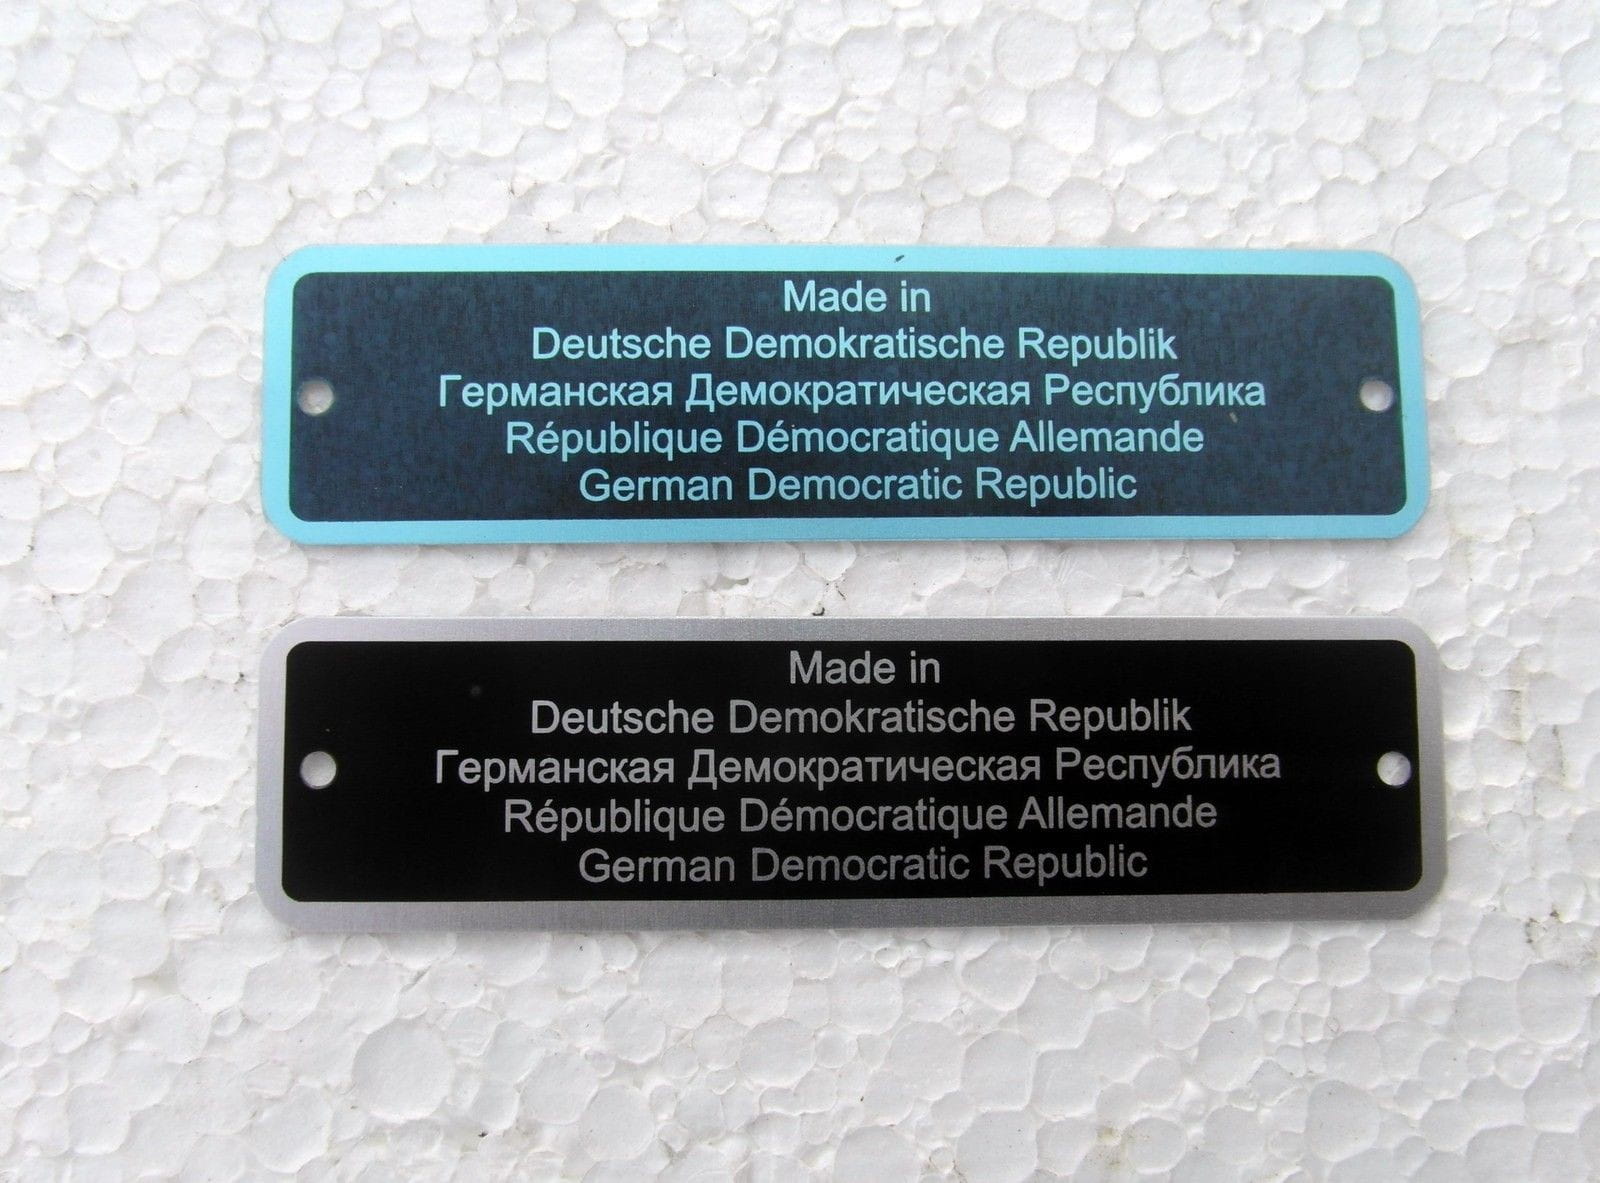 Made in
Deutsche Demokratische Republik
Германская Демократическая Республика
République Démocratique Allemande
German Democratic Republic
Made in
Deutsche Demokratische Republik
Германская Демократическая Республика
République Démocratique Allemande
German Democratic Republic